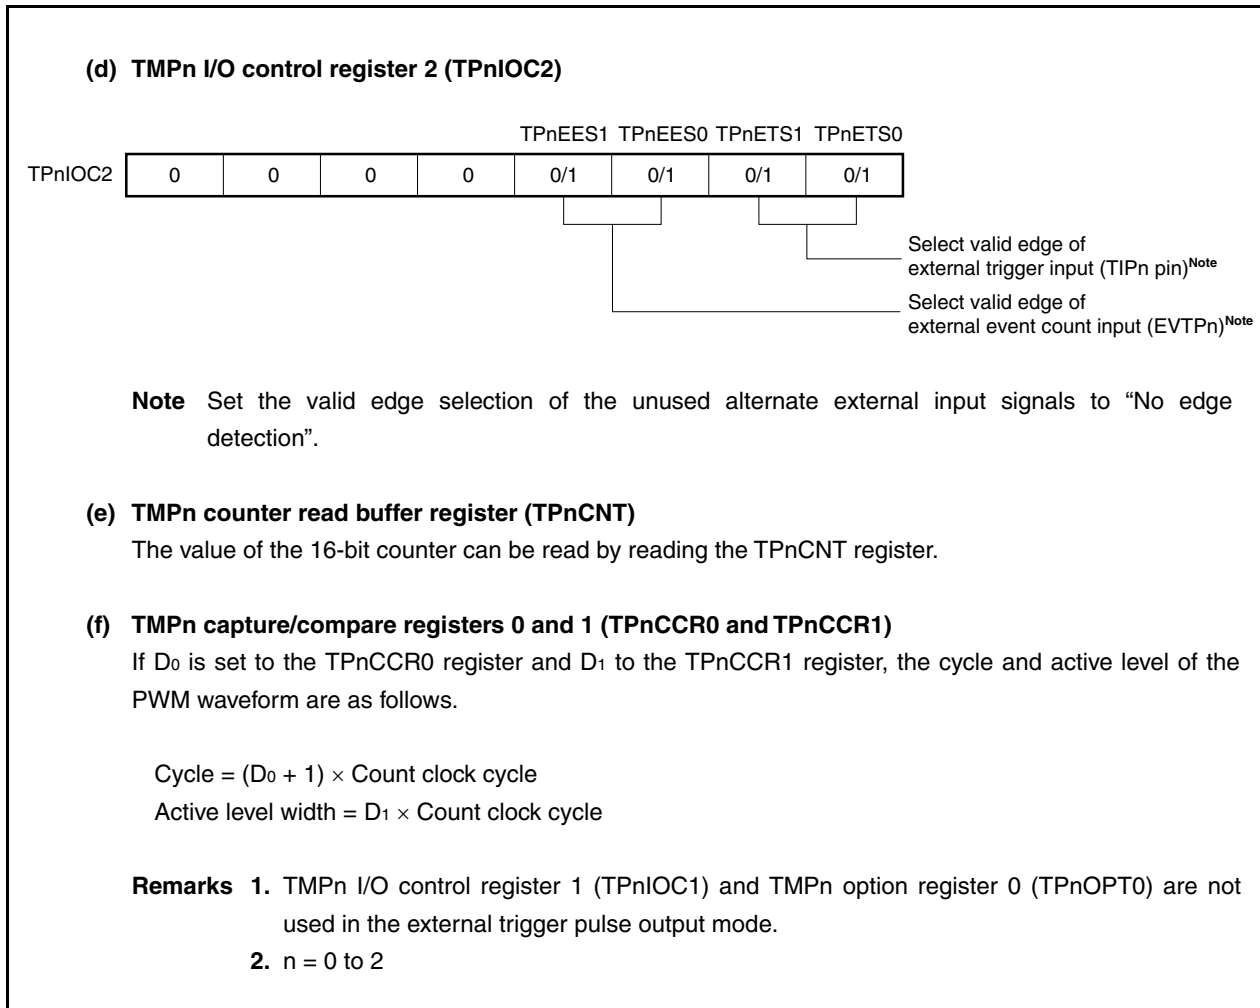 (d) TMPn I/O control register 2 (TPnIOC2)
TPnEES1 TPnEES0 TPnETS1 TPnETS0
TPnIOC2 0 0 0 0 0/1 0/1 0/1 0/1
Select valid edge of
external trigger input (TIPn pin)Note
Select valid edge of
external event count input (EVTPn)Note
Note Set the valid edge selection of the unused alternate external input signals to “No edge
detection”.
(e) TMPn counter read buffer register (TPnCNT)
The value of the 16-bit counter can be read by reading the TPnCNT register.
(f) TMPn capture/compare registers 0 and 1 (TPnCCR0 and TPnCCR1)
If D0 is set to the TPnCCR0 register and D1 to the TPnCCR1 register, the cycle and active level of the
PWM waveform are as follows.
Cycle = (D0 + 1) × Count clock cycle
Active level width = D1 × Count clock cycle
Remarks 1. TMPn I/O control register 1 (TPnIOC1) and TMPn option register 0 (TPnOPT0) are not
used in the external trigger pulse output mode.
2. n = 0 to 2